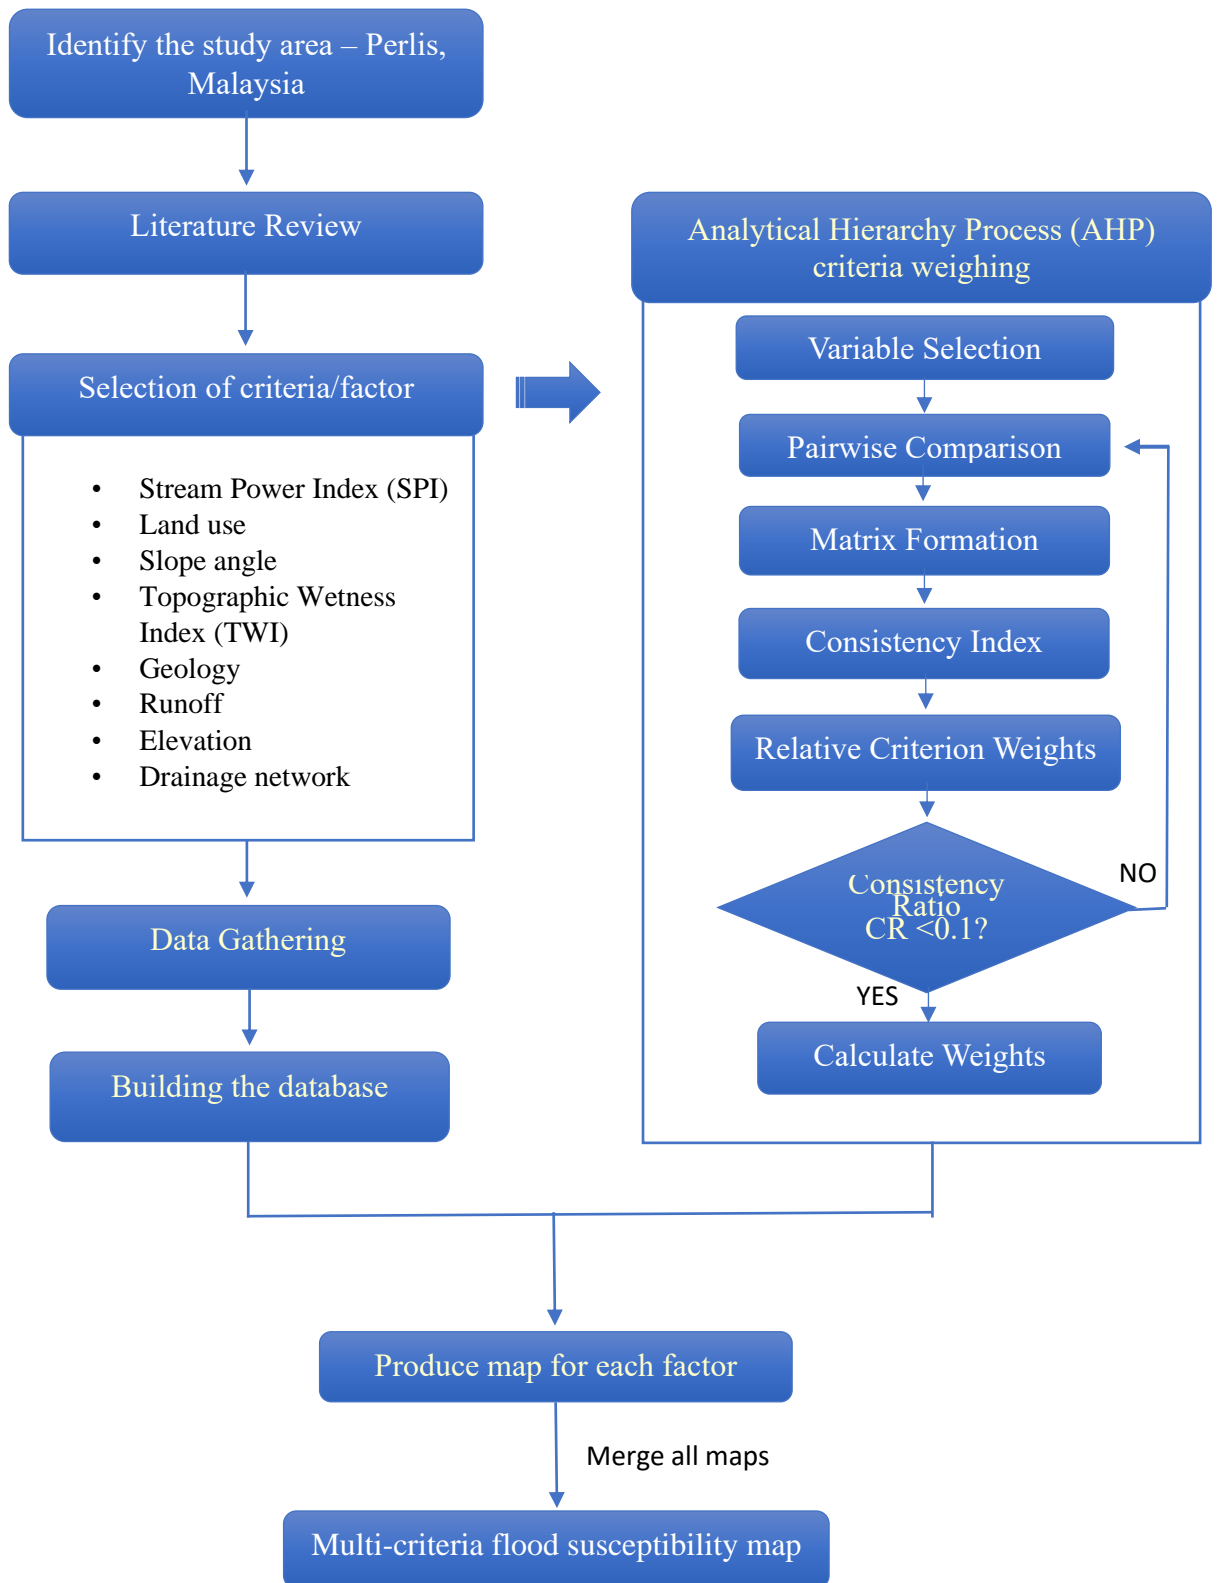 Identify the study area – Perlis,
Malaysia
Literature Review
Selection of criteria/factor
• Stream Power Index (SPI)
• Land use
• Slope angle
• Topographic Wetness
Index (TWI)
• Geology
• Runoff
• Elevation
• Drainage network
Data Gathering
Building the database
Analytical Hierarchy Process (AHP)
criteria weighing
Variable Selection
Pairwise Comparison
Matrix Formation
Consistency Index
Relative Criterion Weights
Consistency
Ratio
CR <0.1?
NO
YES
Calculate Weights
Produce map for each factor
Merge all maps
Multi-criteria flood susceptibility map